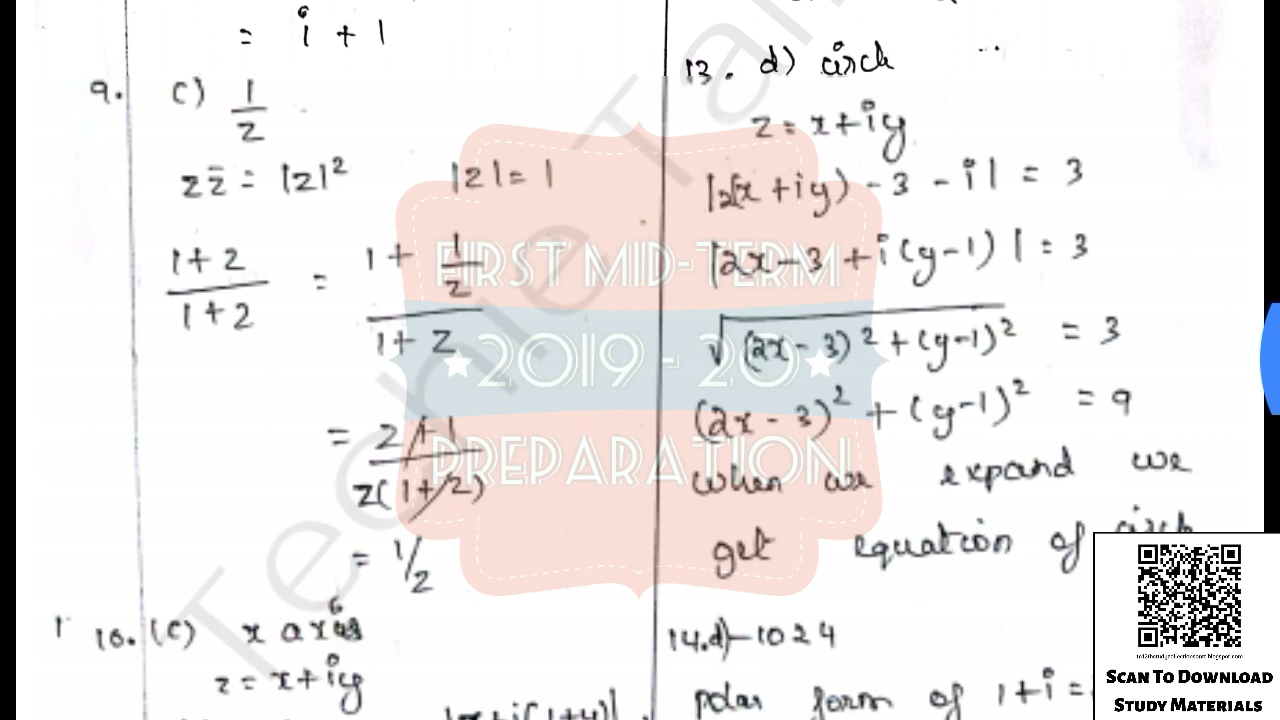 = i + 1
9. c) 1/z
z z̄ = |z|² |z| = 1
1+z / 1+z = 1 + 1/z / 1+z
= z+1 / z(1+z)
= 1/z
10. (c) x axis
z = x+iy
13. d) circle
z = x+iy
|2(x+iy) - 3 - i| = 3
|2x-3 + i(y-1)| = 3
√(2x-3)² + (y-1)² = 3
(2x-3)² + (y-1)² = 9
when we expand we
get equation of circle
14. d) -1024
polar form of 1+i =
FIRST MID-TERM
2019 - 20
PREPARATION
SCAN TO DOWNLOAD
STUDY MATERIALS